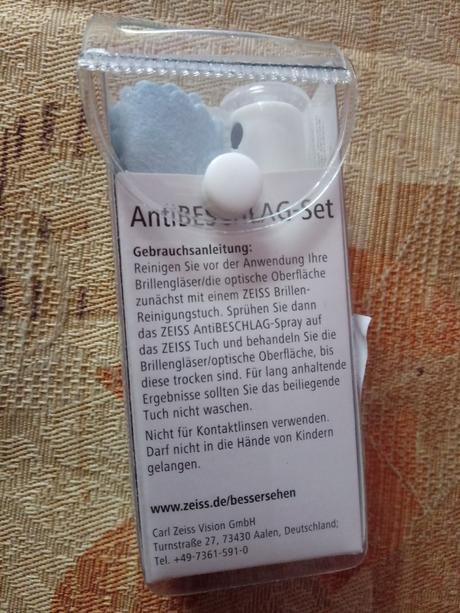 AntiBESCHLAG-Set
Gebrauchsanleitung:
Reinigen Sie vor der Anwendung Ihre
Brillengläser/die optische Oberfläche
zunächst mit einem ZEISS Brillen-
Reinigungstuch. Sprühen Sie dann
das ZEISS AntiBESCHLAG-Spray auf
das ZEISS Tuch und behandeln Sie die
Brillengläser/optische Oberfläche, bis
diese trocken sind. Für lang anhaltende
Ergebnisse sollten Sie das beiliegende
Tuch nicht waschen.
Nicht für Kontaktlinsen verwenden.
Darf nicht in die Hände von Kindern
gelangen.
www.zeiss.de/bessersehen
Carl Zeiss Vision GmbH
Turnstraße 27, 73430 Aalen, Deutschland;
Tel. +49-7361-591-0